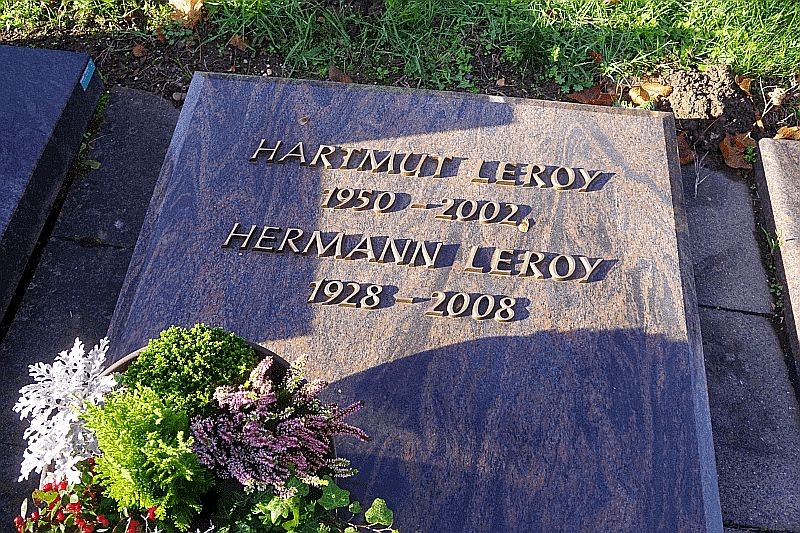 HARTMUT LEROY
1950 – 2002
HERMANN LEROY
1928 – 2008